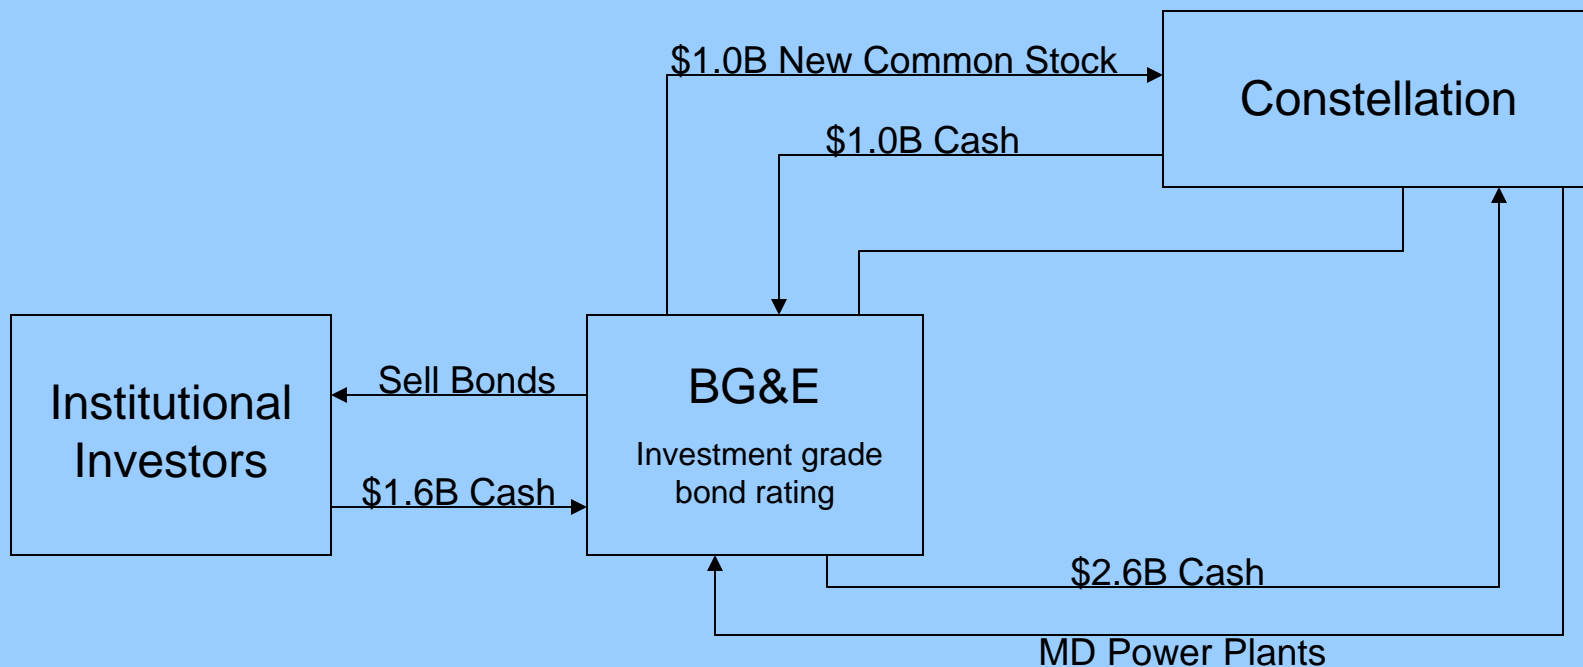 $1.0B New Common Stock
Constellation
$1.0B Cash
Institutional
Investors
Sell Bonds
$1.6B Cash
BG&E
Investment grade
bond rating
$2.6B Cash
MD Power Plants